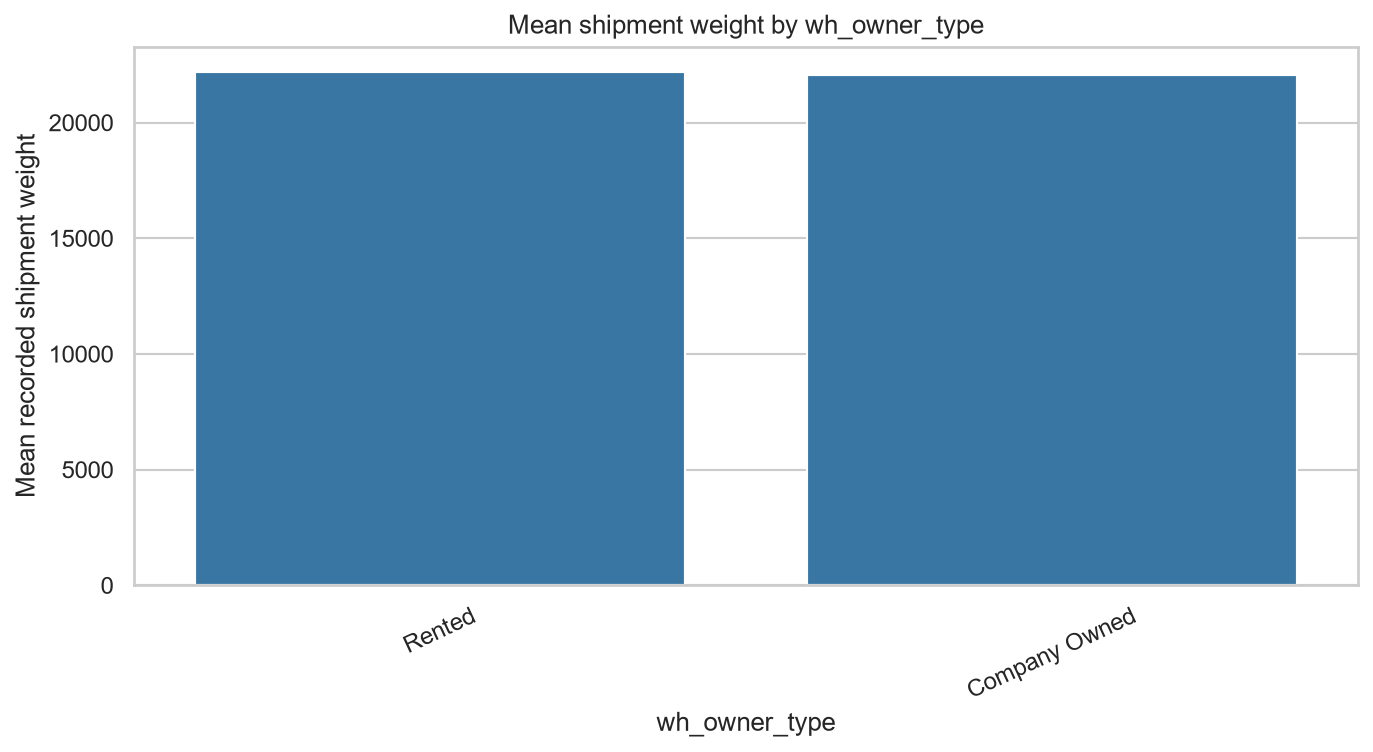 Mean shipment weight by wh_owner_type
Mean recorded shipment weight
20000
15000
10000
5000
0
Rented
Company Owned
wh_owner_type